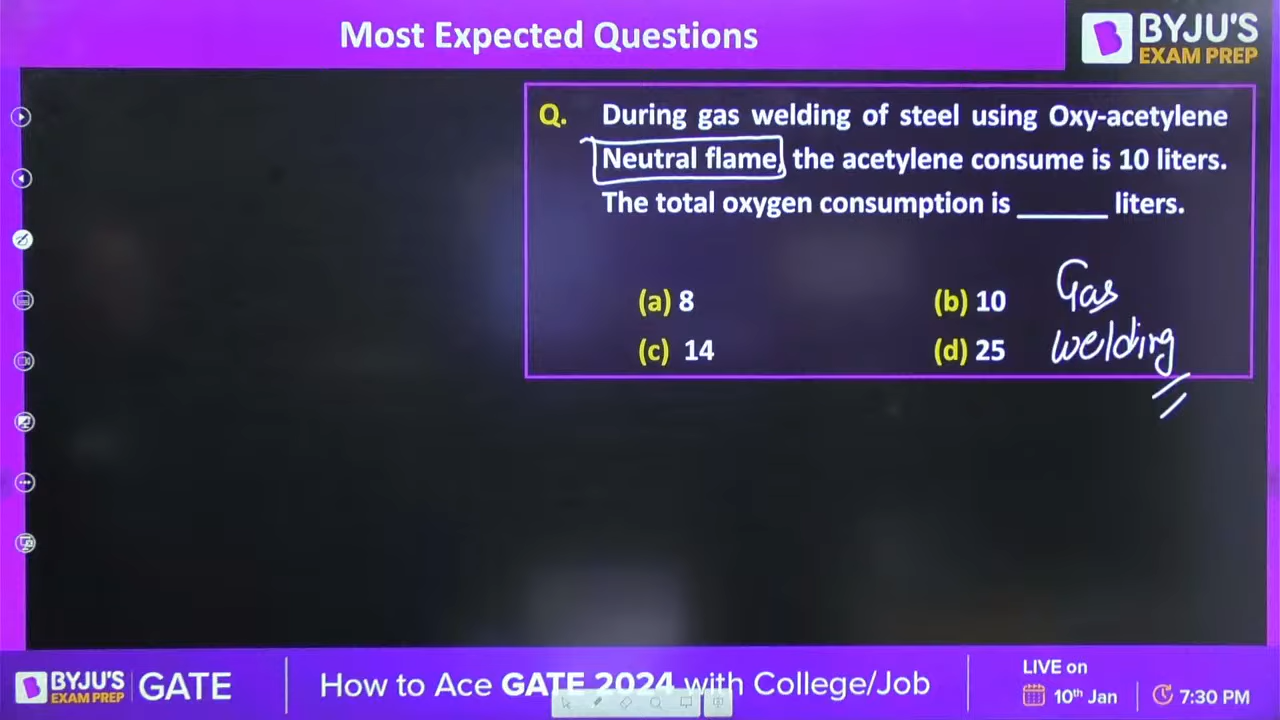 Most Expected Questions
BYJU'S
EXAM PREP
Q. During gas welding of steel using Oxy-acetylene
Neutral flame, the acetylene consume is 10 liters.
The total oxygen consumption is ______ liters.
(a) 8
(b) 10
(c) 14
(d) 25
Gas
welding
BYJU'S
EXAM PREP
GATE
How to Ace GATE 2024 with College/Job
LIVE on
10th Jan
7:30 PM